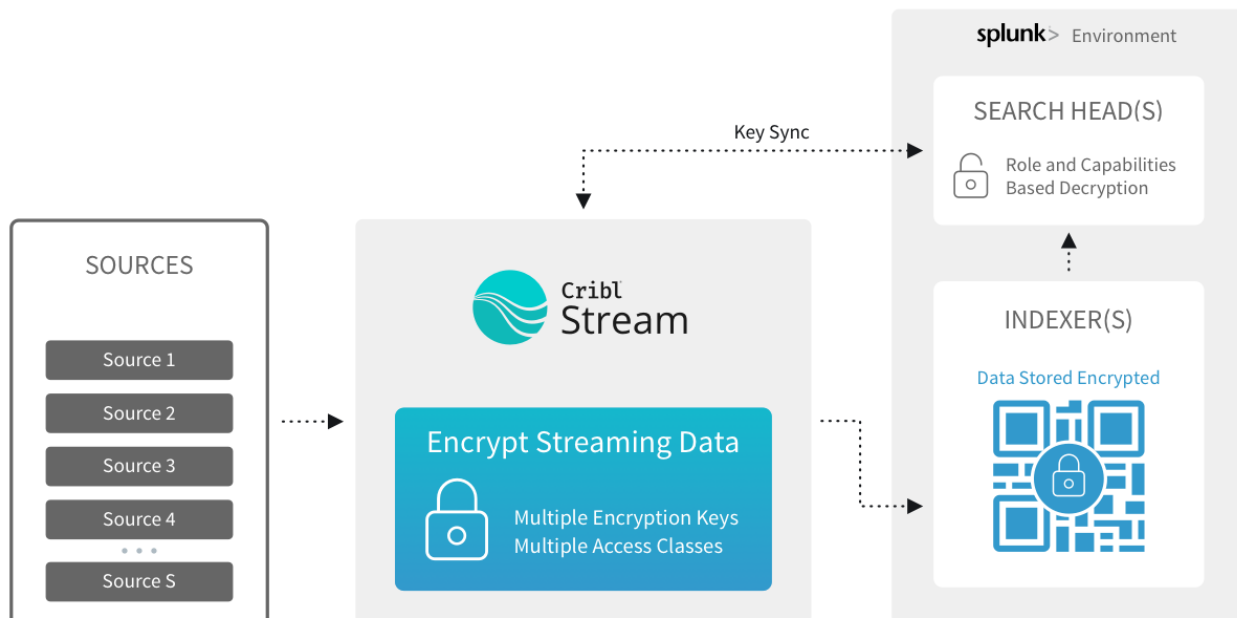 splunk> Environment
SEARCH HEAD(S)
Role and Capabilities
Based Decryption
Key Sync
SOURCES
Source 1
Source 2
Source 3
Source 4
• • •
Source S
Cribl
Stream
Encrypt Streaming Data
Multiple Encryption Keys
Multiple Access Classes
INDEXER(S)
Data Stored Encrypted